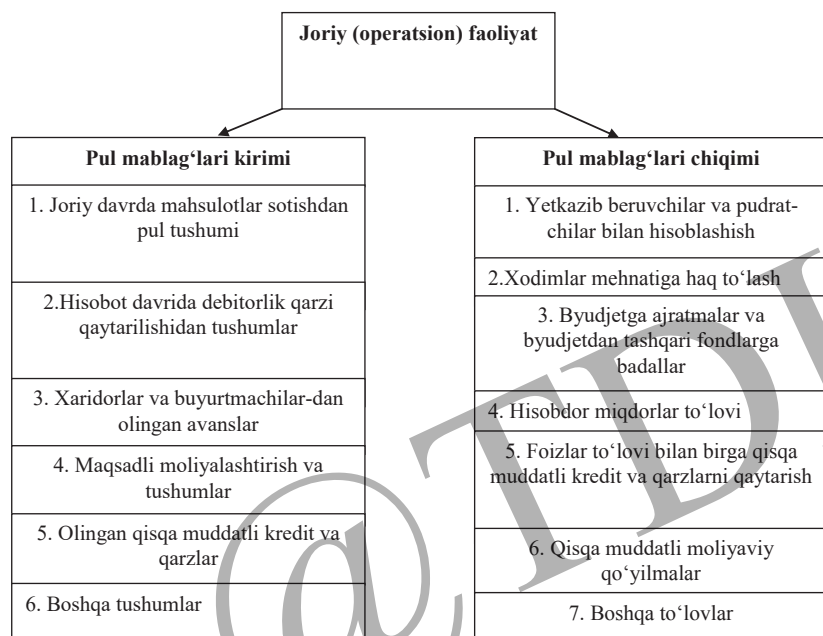 Joriy (operatsion) faoliyat
Pul mablag‘lari kirimi
1. Joriy davrda mahsulotlar sotishdan
pul tushumi
2.Hisobot davrida debitorlik qarzi
qaytarilishidan tushumlar
3. Xaridorlar va buyurtmachilar-dan
olingan avanslar
4. Maqsadli moliyalashtirish va
tushumlar
5. Olingan qisqa muddatli kredit va
qarzlar
6. Boshqa tushumlar
Pul mablag‘lari chiqimi
1. Yetkazib beruvchilar va pudrat-
chilar bilan hisoblashish
2.Xodimlar mehnatiga haq to‘lash
3. Byudjetga ajratmalar va
byudjetdan tashqari fondlarga
badallar
4. Hisobdor miqdorlar to‘lovi
5. Foizlar to‘lovi bilan birga qisqa
muddatli kredit va qarzlarni qaytarish
6. Qisqa muddatli moliyaviy
qo‘yilmalar
7. Boshqa to‘lovlar